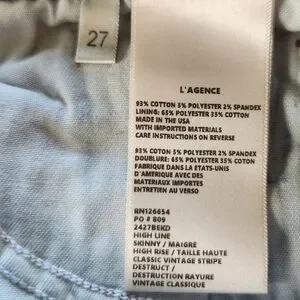 27
L'AGENCE
93% COTTON 5% POLYESTER 2% SPANDEX
LINING: 65% POLYESTER 35% COTON
MADE IN THE USA
WITH IMPORTED MATERIALS
CARE INSTRUCTIONS ON REVERSE
93% COTON 5% POLYESTER 2% SPANDEX
DOUBLURE: 65% POLYESTER 35% COTON
FABRIQUE DANS LA ETATS-UNIS
D'AMERIQUE AVEC DES
MATERIAUX IMPORTES
ENTRETIEN AU VERSO
RN126654
PO # 809
2427BEKD
HIGH LINE
SKINNY / MAIGRE
HIGH RISE / TAILLE HAUTE
CLASSIC VINTAGE STRIPE
DESTRUCT /
DESTRUCTION RAYURE
VINTAGE CLASSIQUE